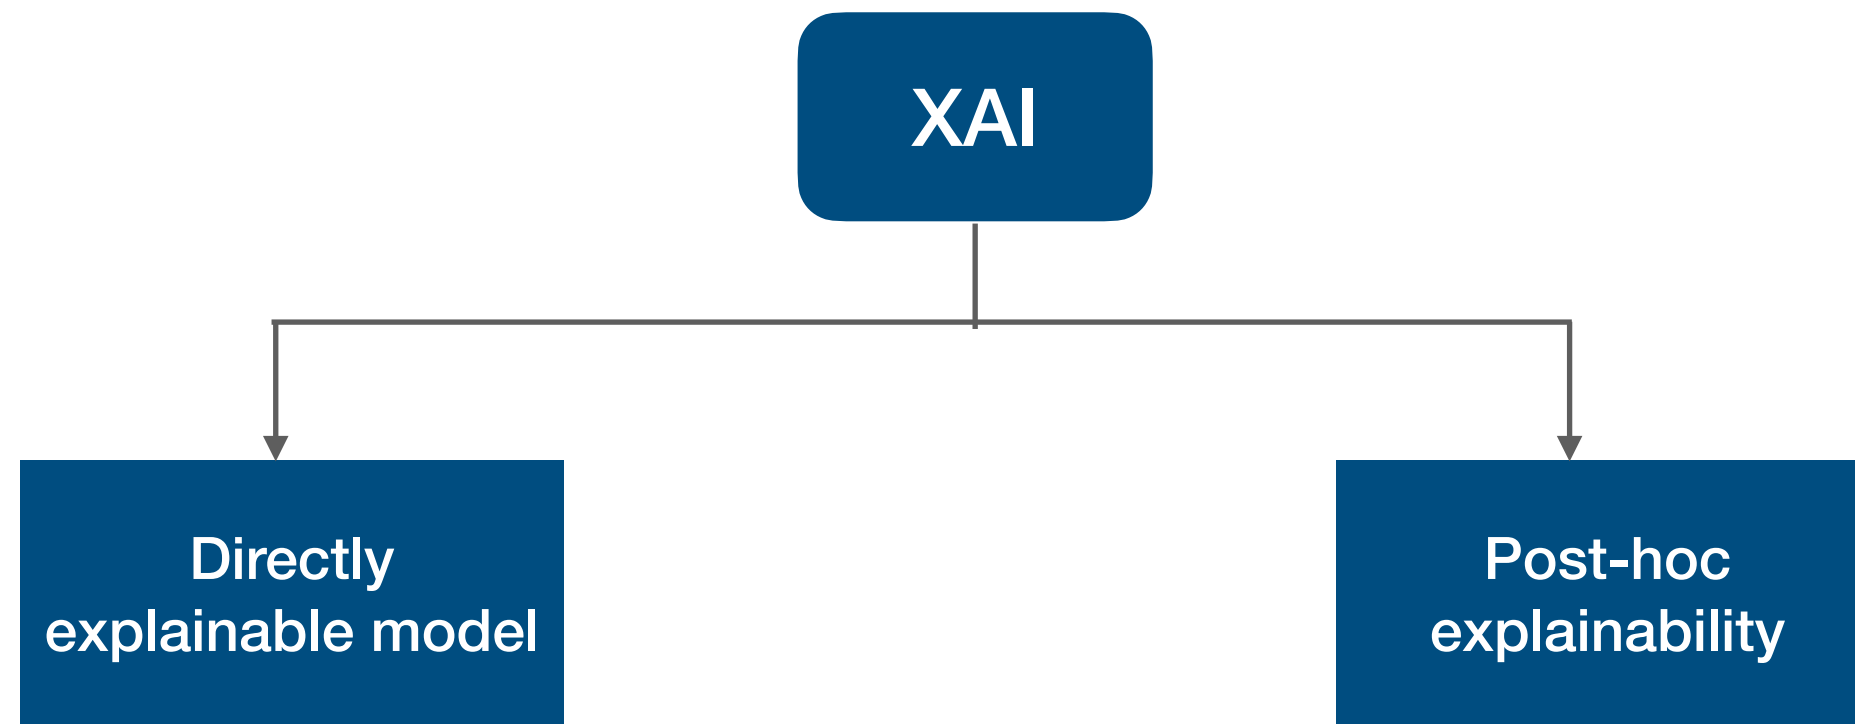 XAI
Directly
explainable model
Post-hoc
explainability